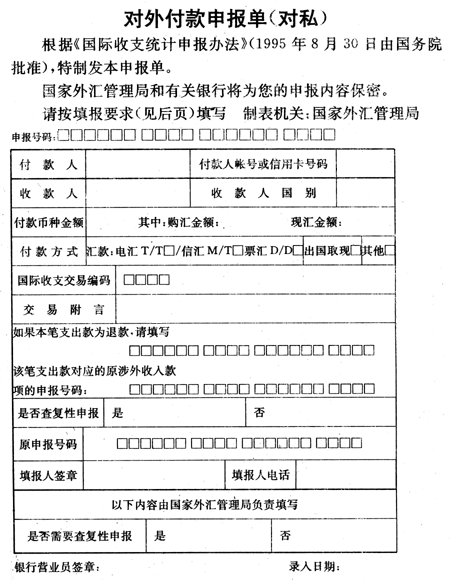 对外付款申报单(对私)
根据《国际收支统计申报办法》(1995年8月30日由国务院
批准),特制发本申报单。
国家外汇管理局和有关银行将为您的申报内容保密。
请按填报要求(见后页)填写 制表机关:国家外汇管理局
申报号码:□□□□□□ □□□□ □□□□□□ □□□□
付款人 付款人帐号或信用卡号码
收款人 收款人国别
付款币种金额 其中:购汇金额: 现汇金额:
付款方式 汇款:电汇T/T□/信汇M/T□票汇D/D□ 出国取现□ 其他□
国际收支交易编码 □□□□
交易附言
如果本笔支出款为退款,请填写
□□□□□□ □□□□ □□□□□□ □□□□
该笔支出款对应的原涉外收入款
项的申报号码: □□□□□□ □□□□ □□□□□□ □□□□
是否查复性申报 是 否
原申报号码 □□□□□□ □□□□ □□□□□□ □□□□
填报人签章 填报人电话
以下内容由国家外汇管理局负责填写
是否需要查复性申报 是 否
银行营业员签章: 录入日期: